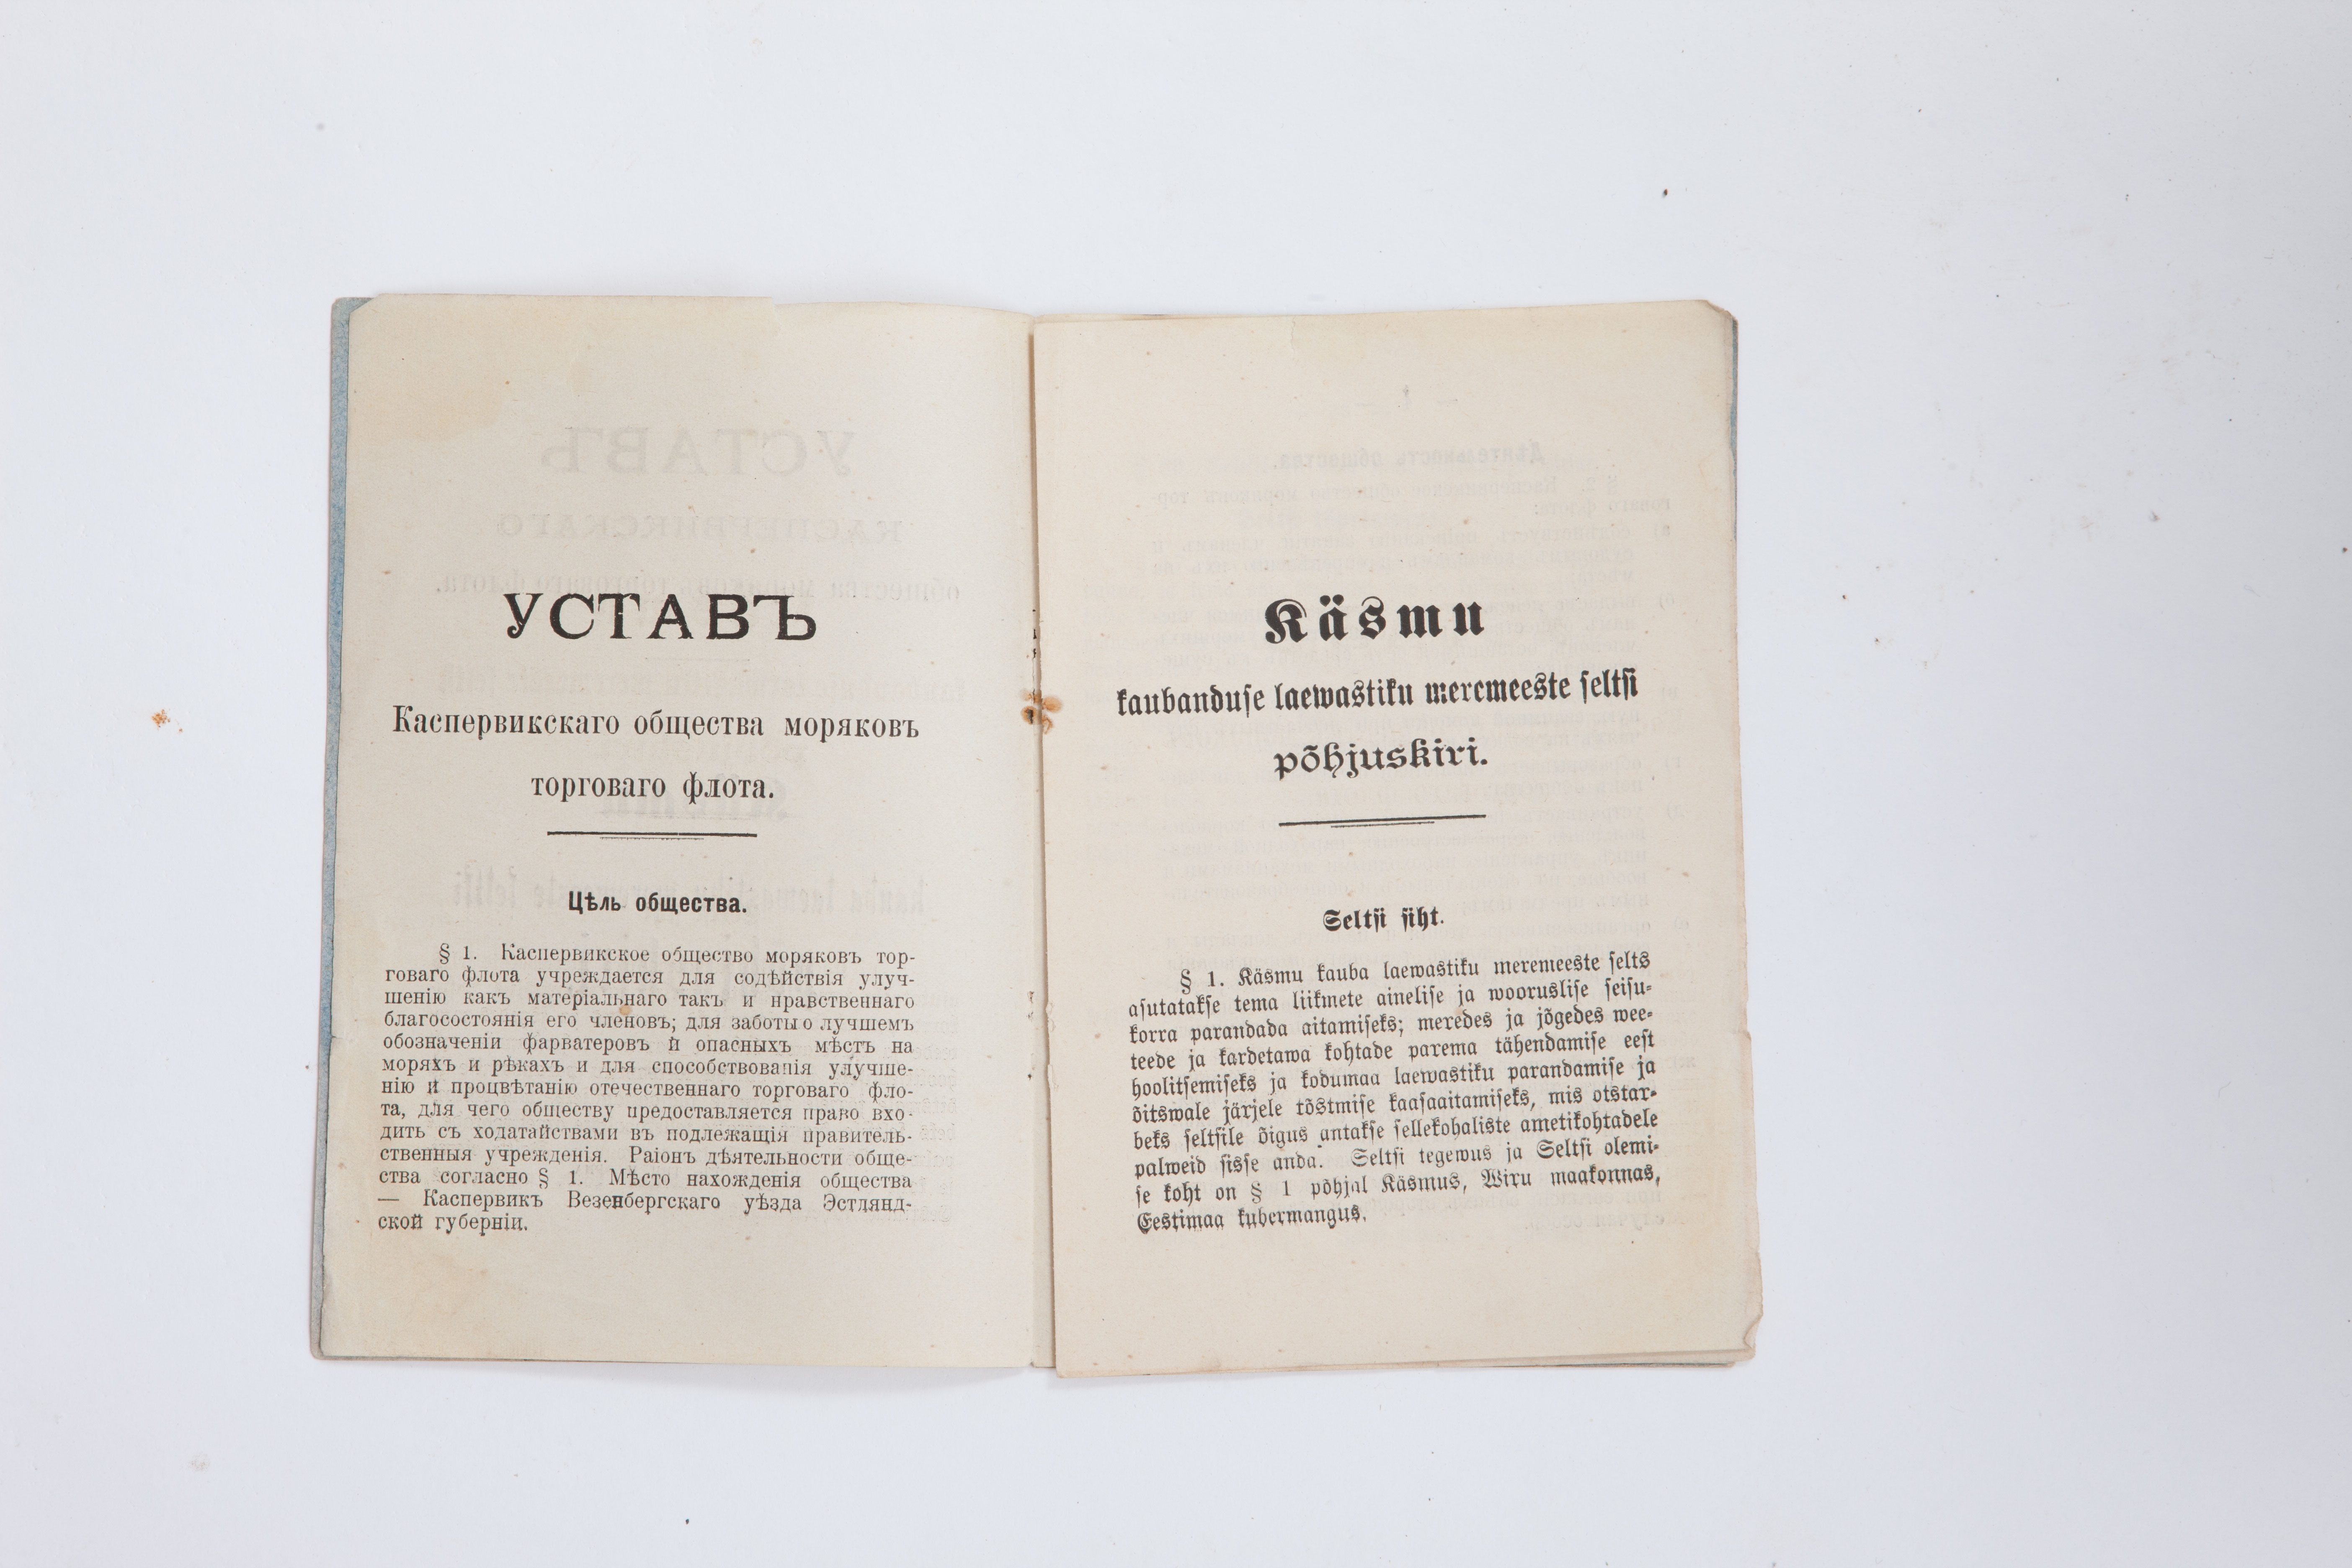 УСТАВЪ
Каспервикскаго общества моряковъ
торговаго флота.
Цѣль общества.
§ 1. Каспервикское общество моряковъ тор-
говаго флота учреждается для содѣйствія улуч-
шенію какъ матеріальнаго такъ и нравственнаго
благосостоянія его членовъ; для заботы о лучшемъ
обозначеніи фарватеровъ и опасныхъ мѣстъ на
моряхъ и рѣкахъ и для способствованія улучше-
нію и процвѣтанію отечественнаго торговаго фло-
та, для чего обществу предоставляется право вхо-
дить съ ходатайствами въ подлежащія правитель-
ственныя учрежденія. Раіонъ дѣятельности обще-
ства согласно § 1. Мѣсто нахожденія общества
— Каспервикъ Везенбергскаго уѣзда Эстлянд-
ской губерніи.
Käsmu
kaubanduse laewastiku meremeeste seltsi
põhjuskiri.
Seltsi siht.
§ 1. Käsmu kauba laewastiku meremeeste selts
asutatakse tema liikmete ainelise ja wooruslise seisu-
korra parandada aitamiseks; meredes ja jõgedes wee-
teede ja kardetawa kohtade parema tähendamise eest
hoolitsemiseks ja kodumaa laewastiku parandamise ja
õitswale järjele tõstmise kaasaaitamiseks, mis otstar-
beks seltsile õigus antakse sellekohaliste ametikohtadele
palweid sisse anda. Seltsi tegewus ja Seltsi olemi-
se koht on § 1 põhjal Käsmus, Wiru maakonnas,
Eestimaa kubermangus.